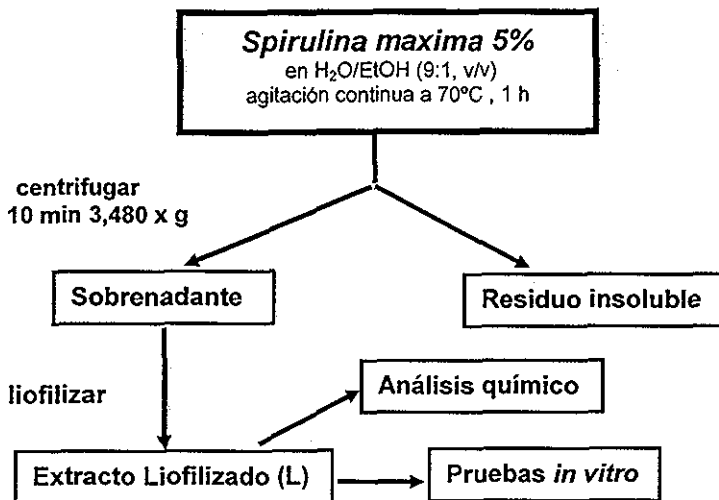 Spirulina maxima 5%
en H₂O/EtOH (9:1, v/v)
agitación continua a 70ºC , 1 h
centrifugar
10 min 3,480 x g
Sobrenadante
Residuo insoluble
liofilizar
Análisis químico
Extracto Liofilizado (L)
Pruebas in vitro